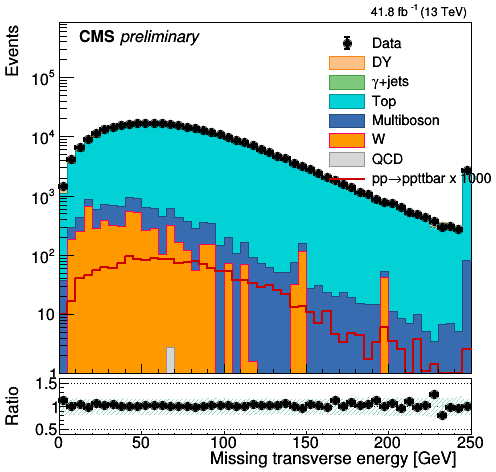 41.8 fb⁻¹ (13 TeV)
CMS preliminary
Events
Data
DY
γ+jets
Top
Multiboson
W
QCD
pp→ppttbar x 1000
10⁵
10⁴
10³
10²
10
1
Ratio
1.5
1
0.5
0 50 100 150 200 250
Missing transverse energy [GeV]